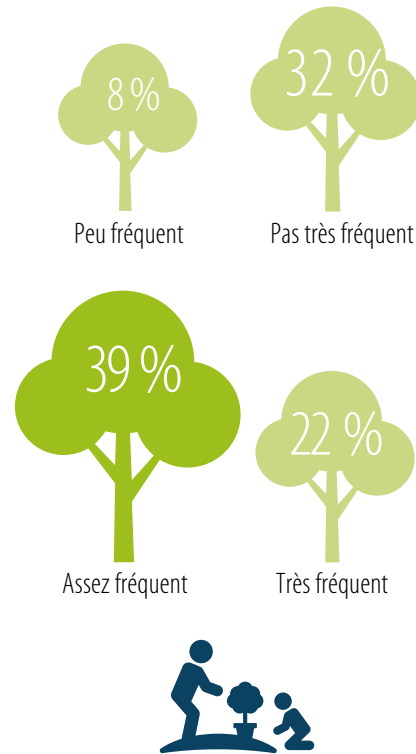 8 %
32 %
Peu fréquent
Pas très fréquent
39 %
22 %
Assez fréquent
Très fréquent